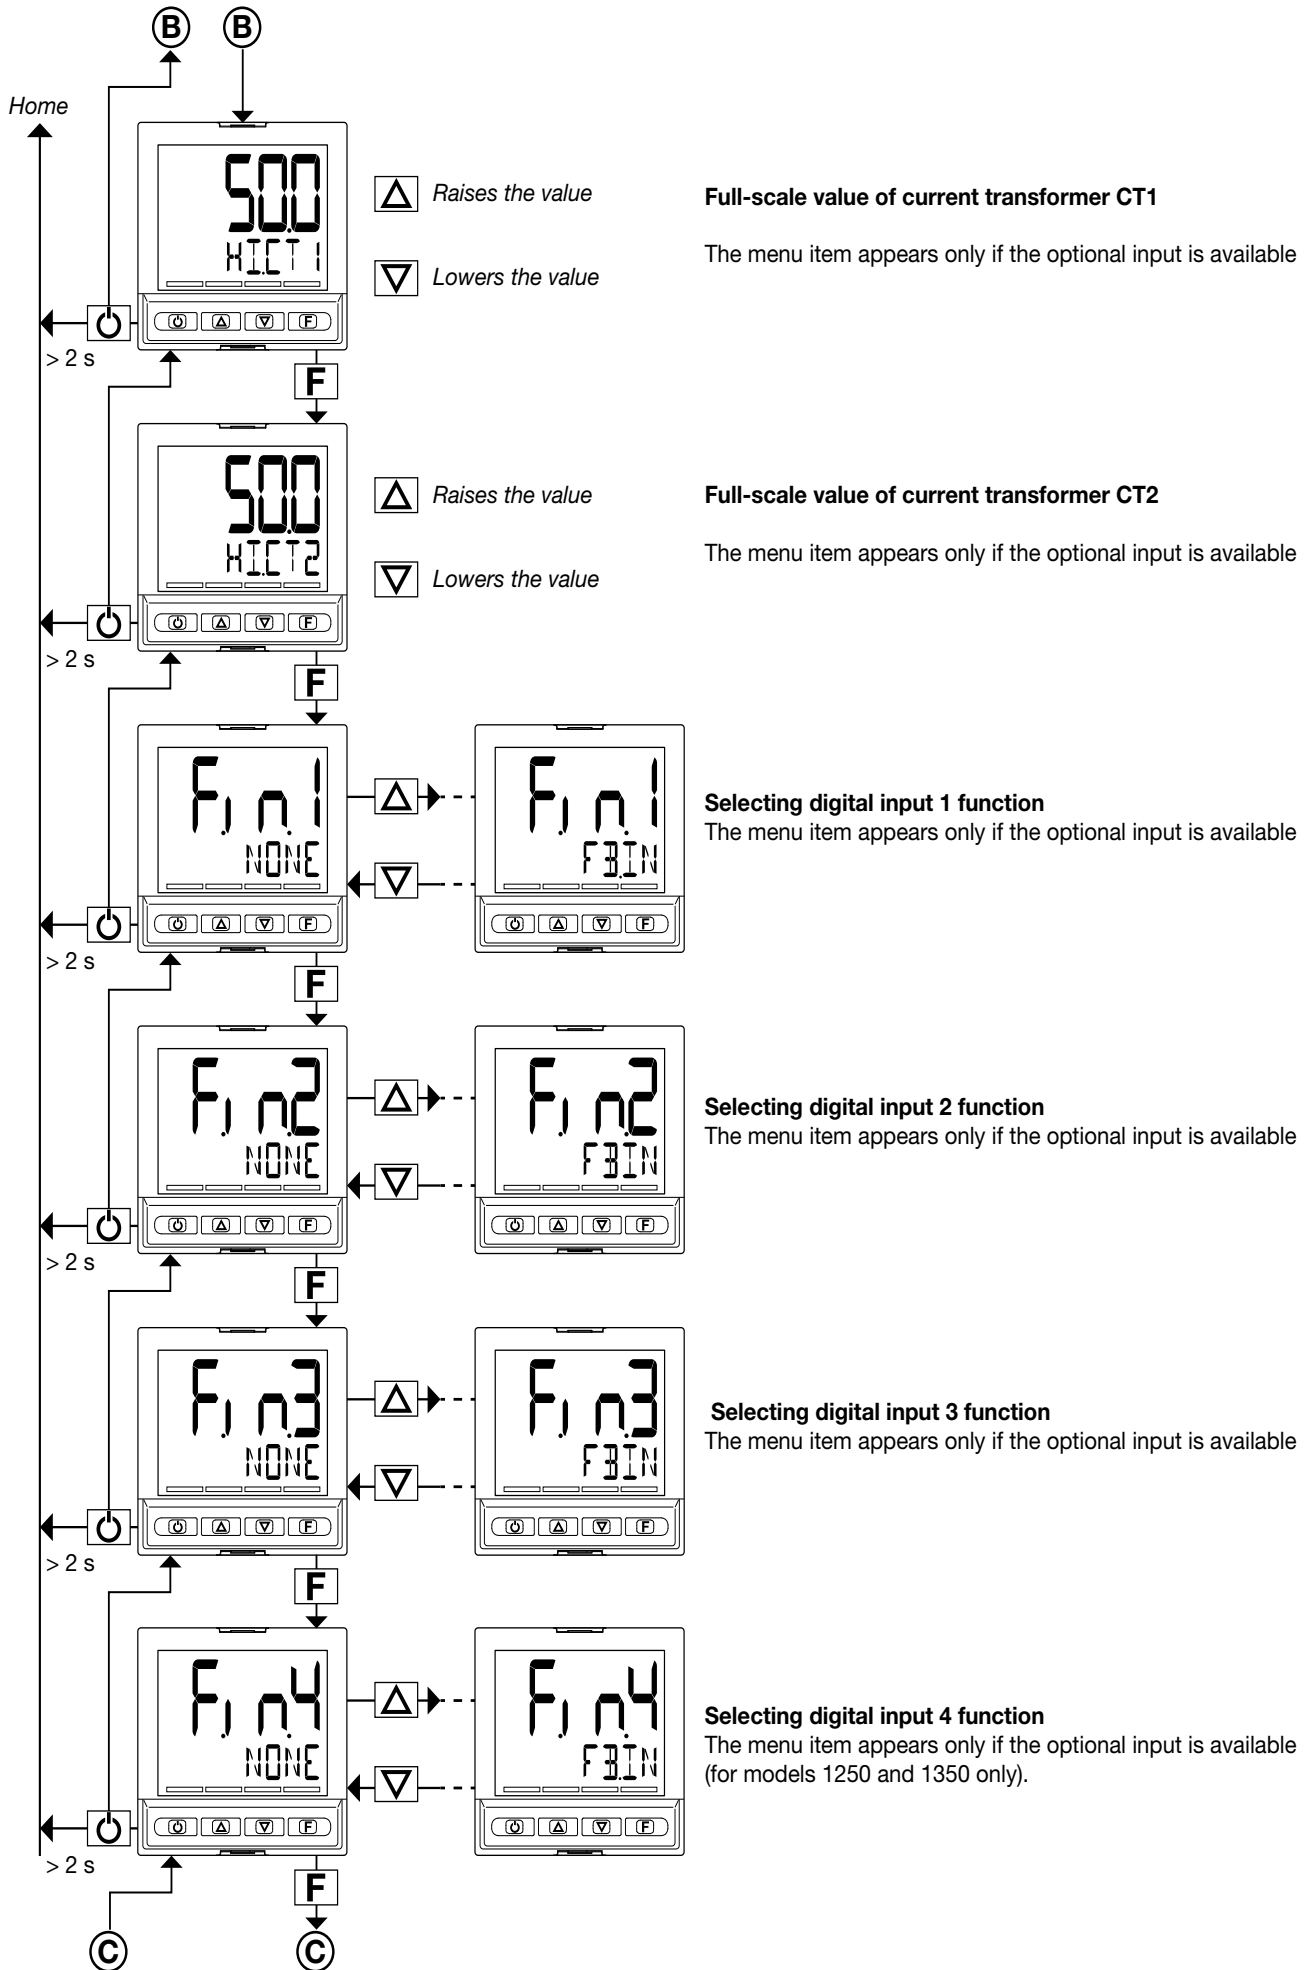 B B
Home
50.0
HI.CT1
Raises the value
Lowers the value
Full-scale value of current transformer CT1
The menu item appears only if the optional input is available
F
> 2 s
F
50.0
HI.CT2
Raises the value
Lowers the value
Full-scale value of current transformer CT2
The menu item appears only if the optional input is available
F
> 2 s
F
F.in.1
NONE
F
F.in.1
F3.IN
F
Selecting digital input 1 function
The menu item appears only if the optional input is available
> 2 s
F
F.in.2
NONE
F
F.in.2
F3.IN
F
Selecting digital input 2 function
The menu item appears only if the optional input is available
> 2 s
F
F.in.3
NONE
F
F.in.3
F3.IN
F
Selecting digital input 3 function
The menu item appears only if the optional input is available
> 2 s
F
F.in.4
NONE
F
F.in.4
F3.IN
F
Selecting digital input 4 function
The menu item appears only if the optional input is available
(for models 1250 and 1350 only).
> 2 s
F
C C